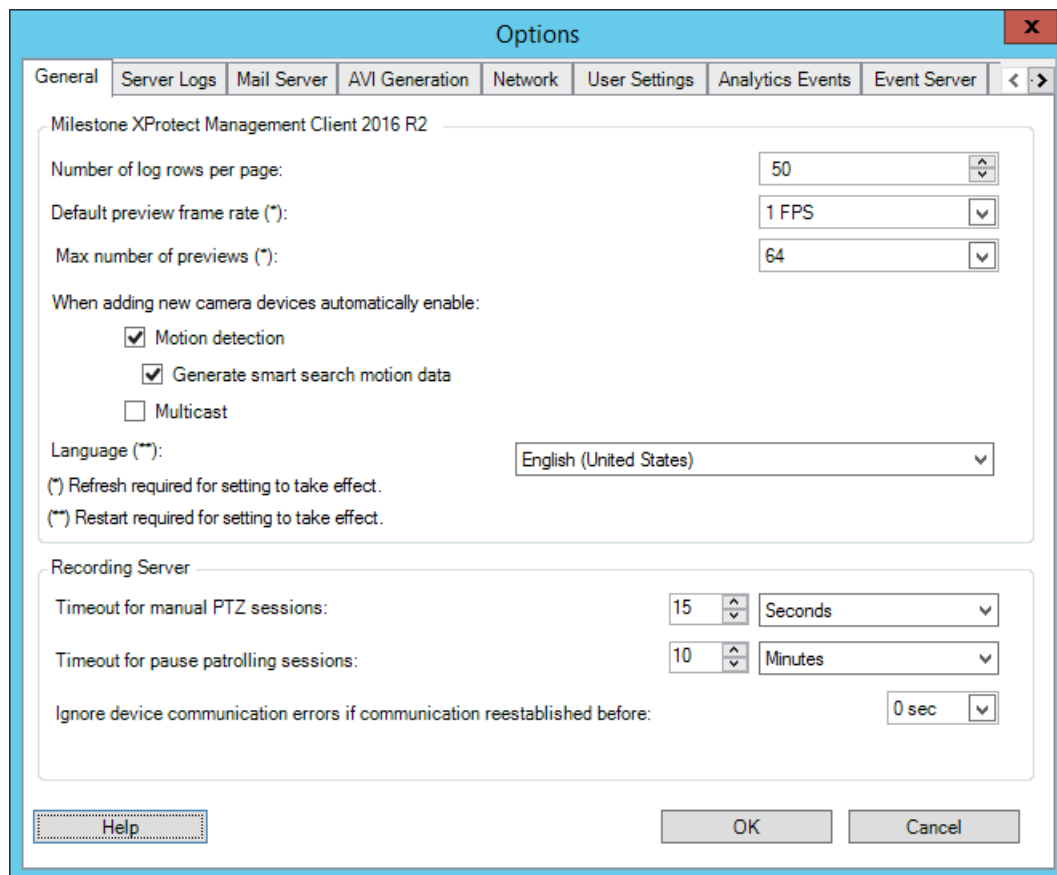 Options
x
General
Server Logs
Mail Server
AVI Generation
Network
User Settings
Analytics Events
Event Server
Milestone XProtect Management Client 2016 R2
Number of log rows per page: 50
Default preview frame rate (*): 1 FPS
Max number of previews (*): 64
When adding new camera devices automatically enable:
Motion detection
Generate smart search motion data
Multicast
Language (**): English (United States)
(*) Refresh required for setting to take effect.
(**) Restart required for setting to take effect.
Recording Server
Timeout for manual PTZ sessions: 15 Seconds
Timeout for pause patrolling sessions: 10 Minutes
Ignore device communication errors if communication reestablished before: 0 sec
Help
OK
Cancel